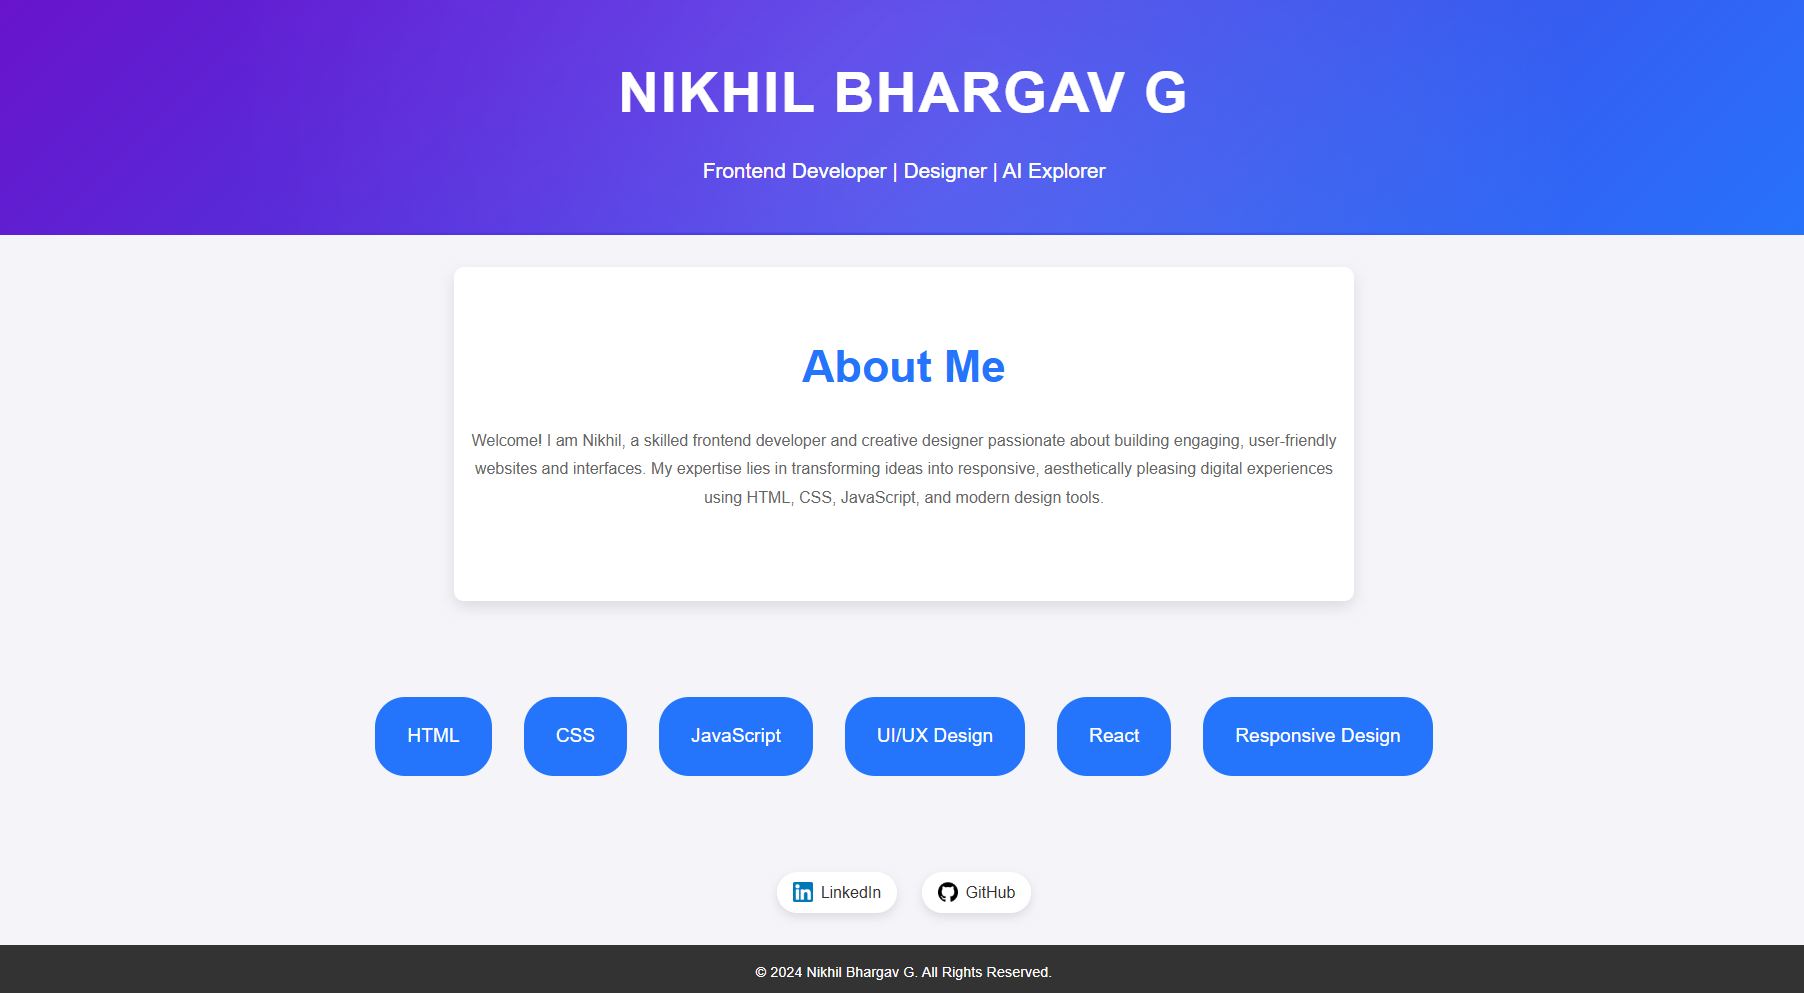 NIKHIL BHARGAV G
Frontend Developer | Designer | AI Explorer
About Me
Welcome! I am Nikhil, a skilled frontend developer and creative designer passionate about building engaging, user-friendly
websites and interfaces. My expertise lies in transforming ideas into responsive, aesthetically pleasing digital experiences
using HTML, CSS, JavaScript, and modern design tools.
HTML
CSS
JavaScript
UI/UX Design
React
Responsive Design
in LinkedIn
GitHub
© 2024 Nikhil Bhargav G. All Rights Reserved.